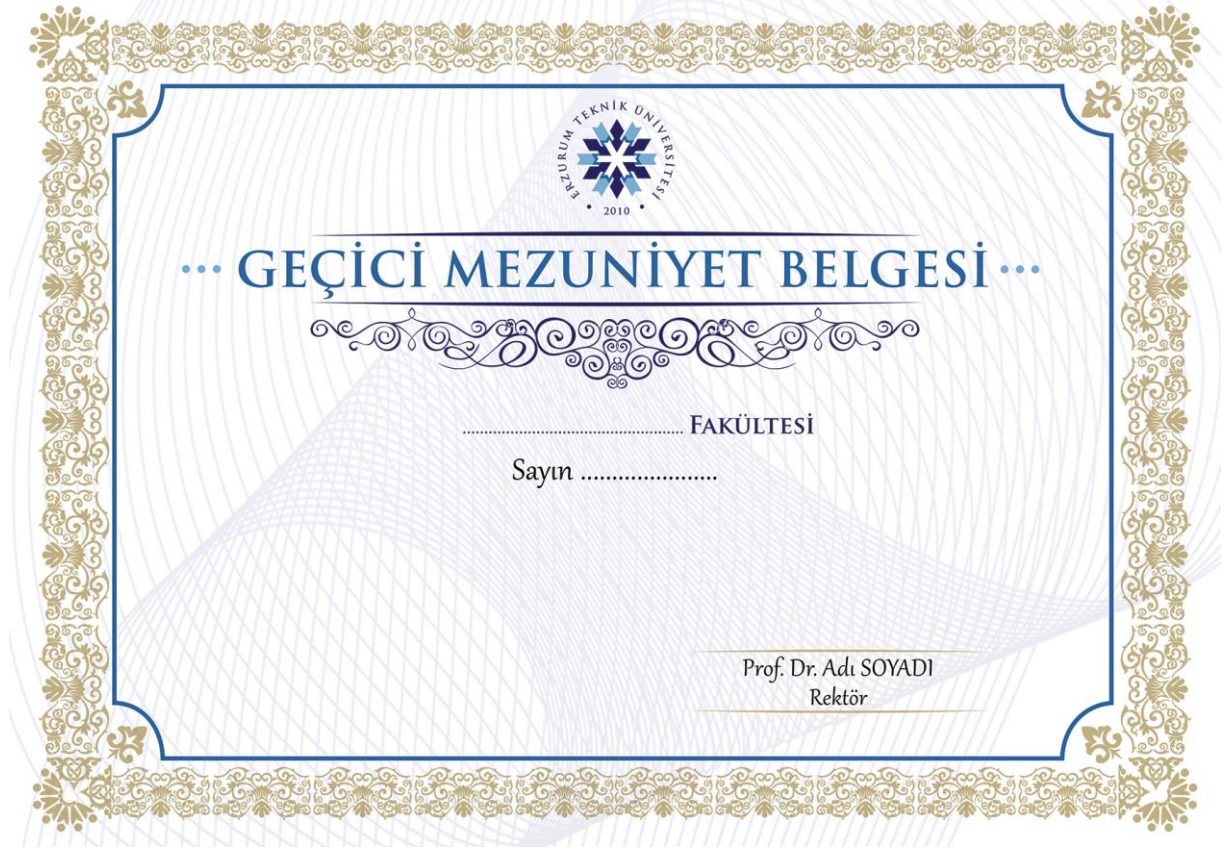 ERZURUM TEKNİK ÜNİVERSİTESİ
• 2010 •
••• GEÇİCİ MEZUNİYET BELGESİ •••
.................................................... FAKÜLTESİ
Sayın ......................
Prof. Dr. Adı SOYADI
Rektör